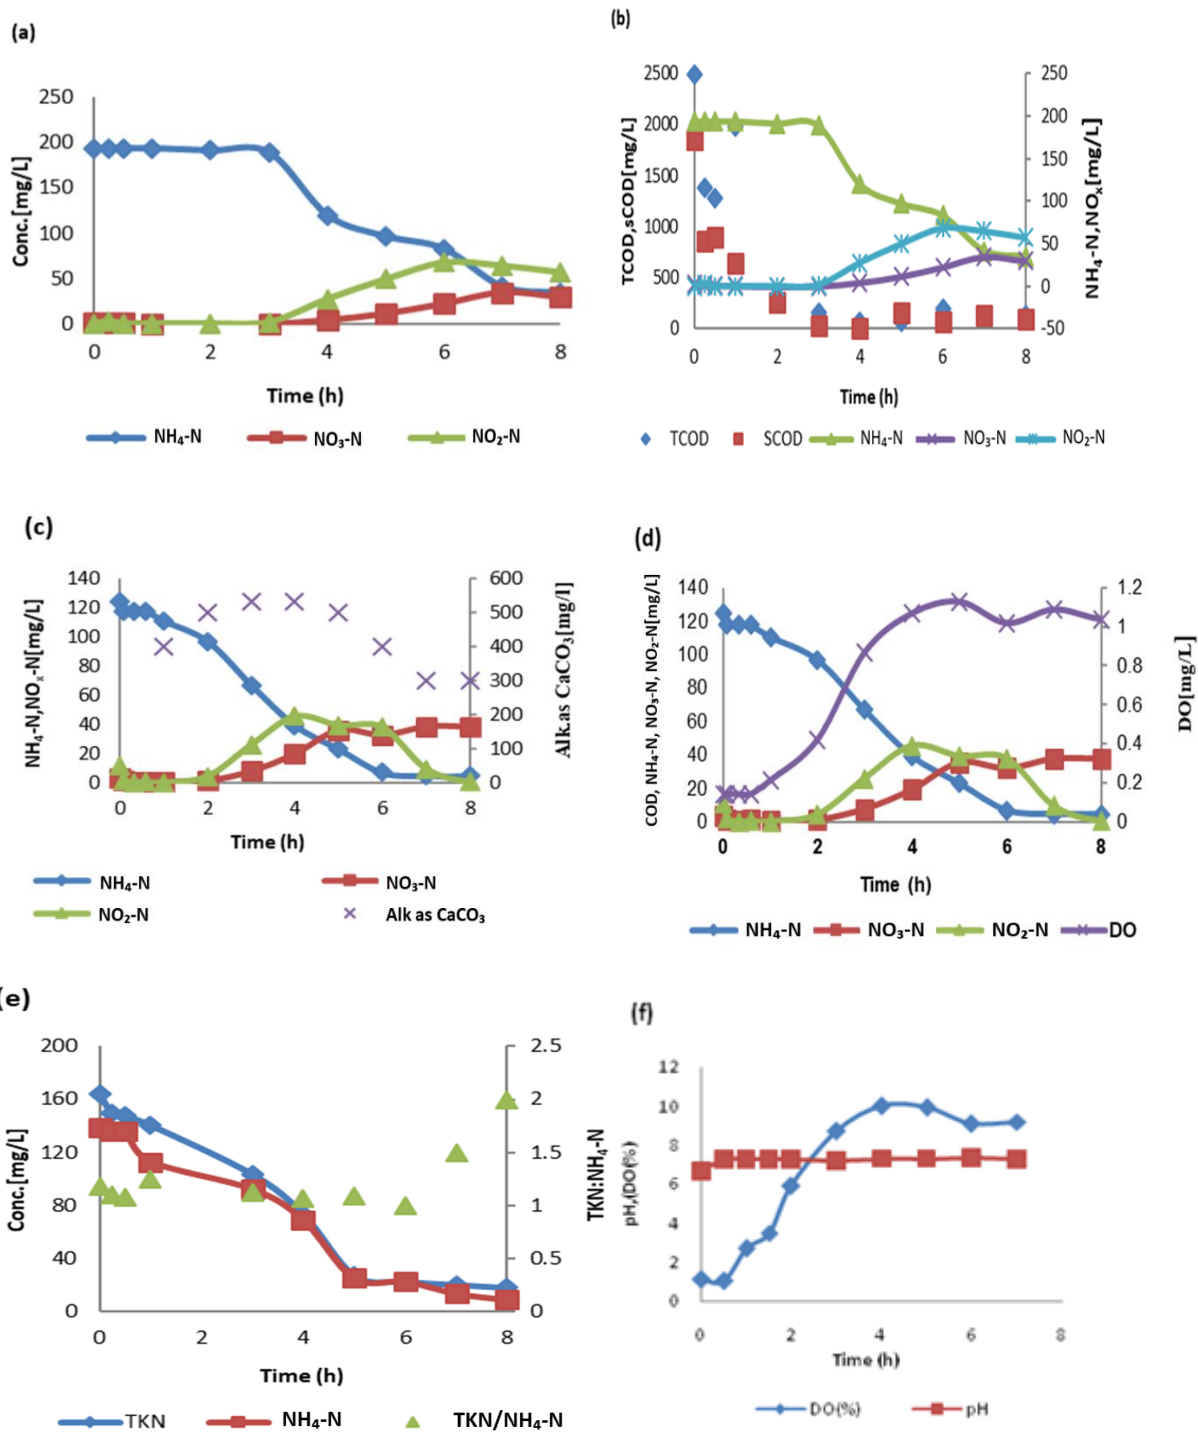 (a)
250
200
150
100
50
0
Conc.[mg/L]
0 2 4 6 8
Time (h)
NH₄-N NO₃-N NO₂-N
(b)
2500
2000
1500
1000
500
0
TCOD,sCOD[mg/L]
250
200
150
100
50
0
-50
NH₄-N,NOₓ[mg/L]
0 2 4 6 8
Time (h)
TCOD SCOD NH₄-N NO₃-N NO₂-N
(c)
140
120
100
80
60
40
20
0
NH₄-N,NOₓ-N[mg/L]
600
500
400
300
200
100
0
Alk.as CaCO₃[mg/l]
0 2 4 6 8
Time (h)
NH₄-N NO₃-N
NO₂-N Alk as CaCO₃
(d)
140
120
100
80
60
40
20
0
COD, NH₄-N, NO₃-N, NO₂-N[mg/L]
1.2
1
0.8
0.6
0.4
0.2
0
DO[mg/L]
0 2 4 6 8
Time (h)
NH₄-N NO₃-N NO₂-N DO
(e)
200
160
120
80
40
0
Conc.[mg/L]
2.5
2
1.5
1
0.5
0
TKN:NH₄-N
0 2 4 6 8
Time (h)
TKN NH₄-N TKN/NH₄-N
(f)
12
10
8
6
4
2
0
pH,(DO(%)
0 2 4 6 8
Time (h)
DO(%) pH